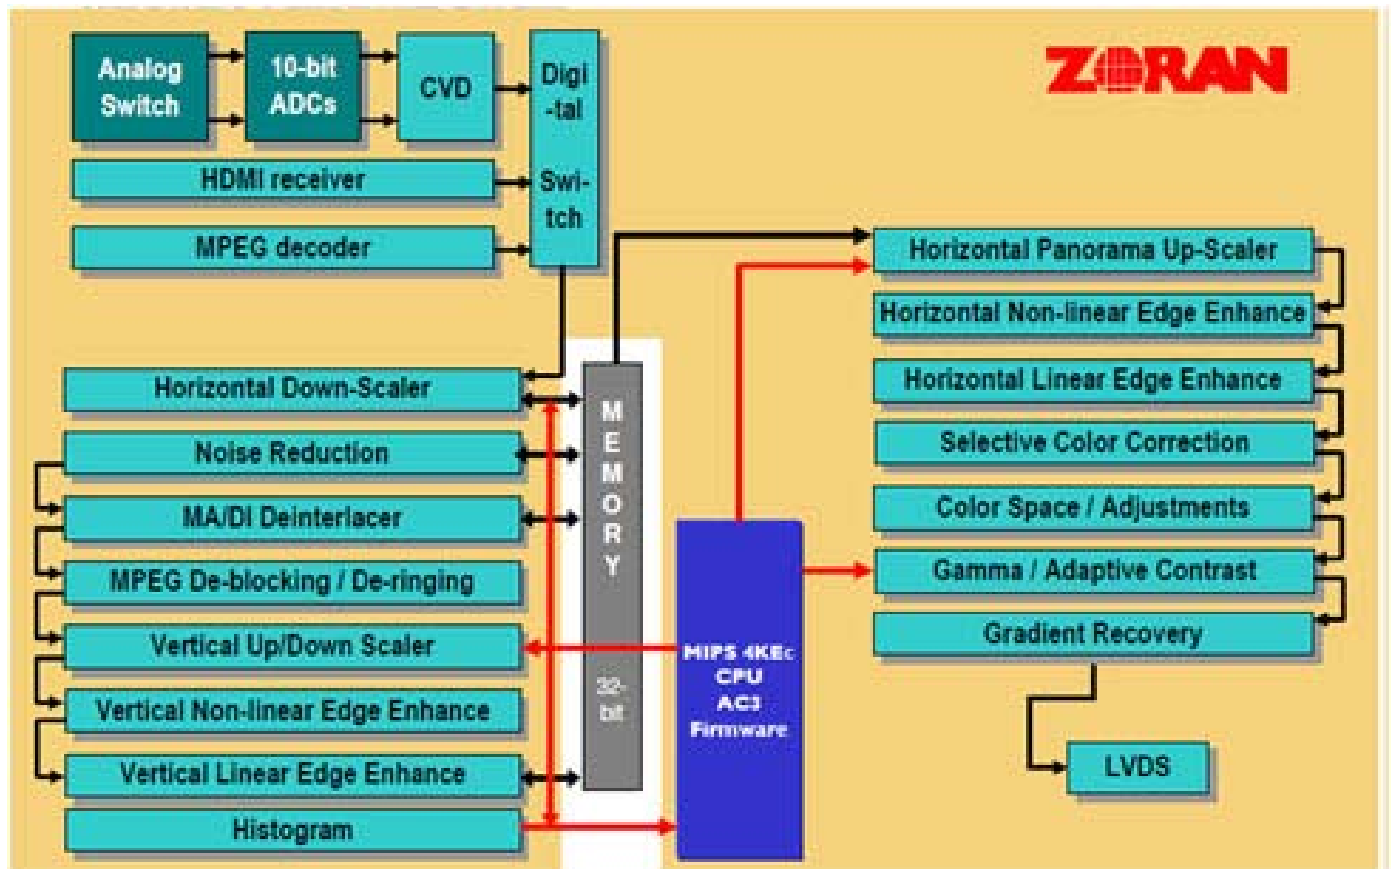 ZORAN
Analog
Switch
10-bit
ADCs
CVD
Digi
-tal
Swi-
tch
HDMI receiver
MPEG decoder
Horizontal Down-Scaler
Noise Reduction
MA/DI Deinterlacer
MPEG De-blocking / De-ringing
Vertical Up/Down Scaler
Vertical Non-linear Edge Enhance
Vertical Linear Edge Enhance
Histogram
M
E
M
O
R
Y
32-
bit
MIPS 4KEc
CPU
AC3
Firmware
Horizontal Panorama Up-Scaler
Horizontal Non-linear Edge Enhance
Horizontal Linear Edge Enhance
Selective Color Correction
Color Space / Adjustments
Gamma / Adaptive Contrast
Gradient Recovery
LVDS